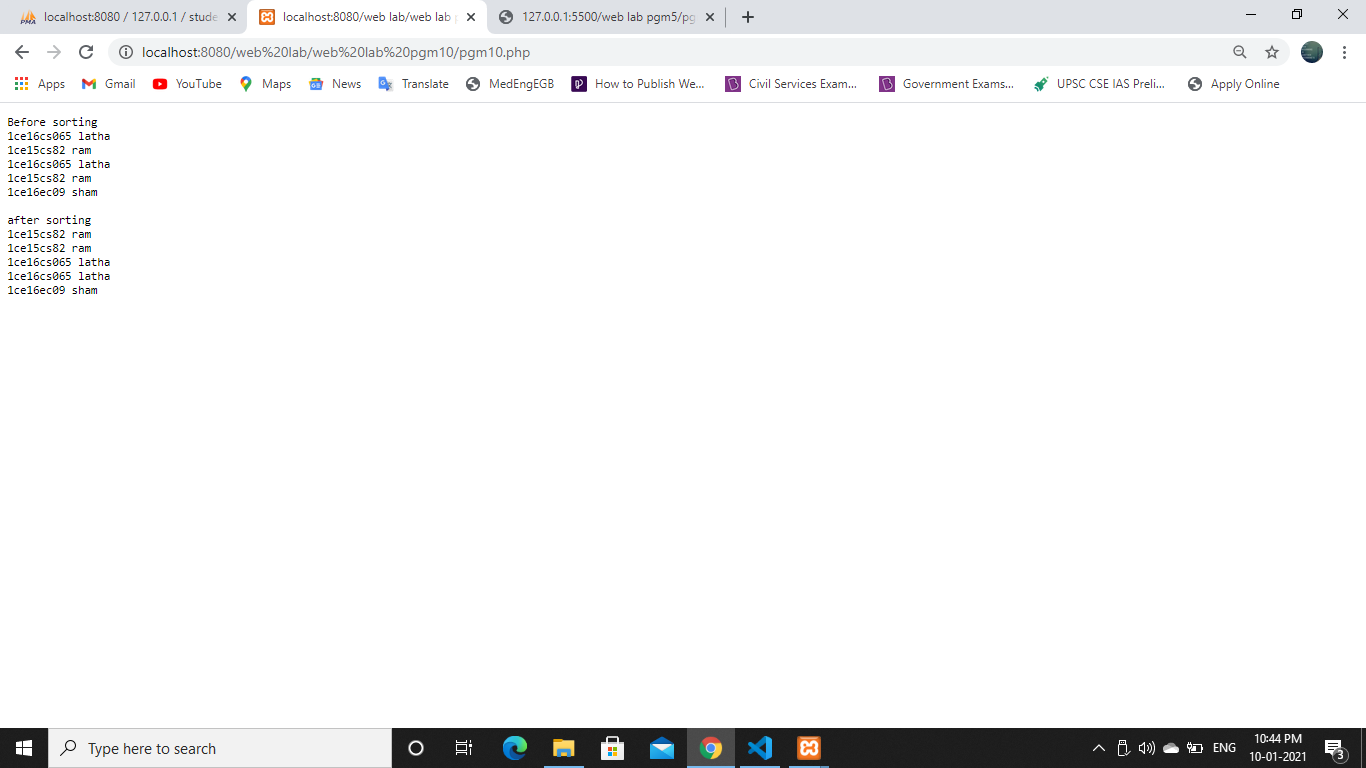 localhost:8080 / 127.0.0.1 / stude
localhost:8080/web lab/web lab p
127.0.0.1:5500/web lab pgm5/pg
localhost:8080/web%20lab/web%20lab%20pgm10/pgm10.php
Apps Gmail YouTube Maps News Translate MedEngEGB How to Publish We... Civil Services Exam... Government Exams... UPSC CSE IAS Preli... Apply Online
Before sorting
1ce16cs065 latha
1ce15cs82 ram
1ce16cs065 latha
1ce15cs82 ram
1ce16ec09 sham
after sorting
1ce15cs82 ram
1ce15cs82 ram
1ce16cs065 latha
1ce16cs065 latha
1ce16ec09 sham
Type here to search
ENG
10:44 PM
10-01-2021
3